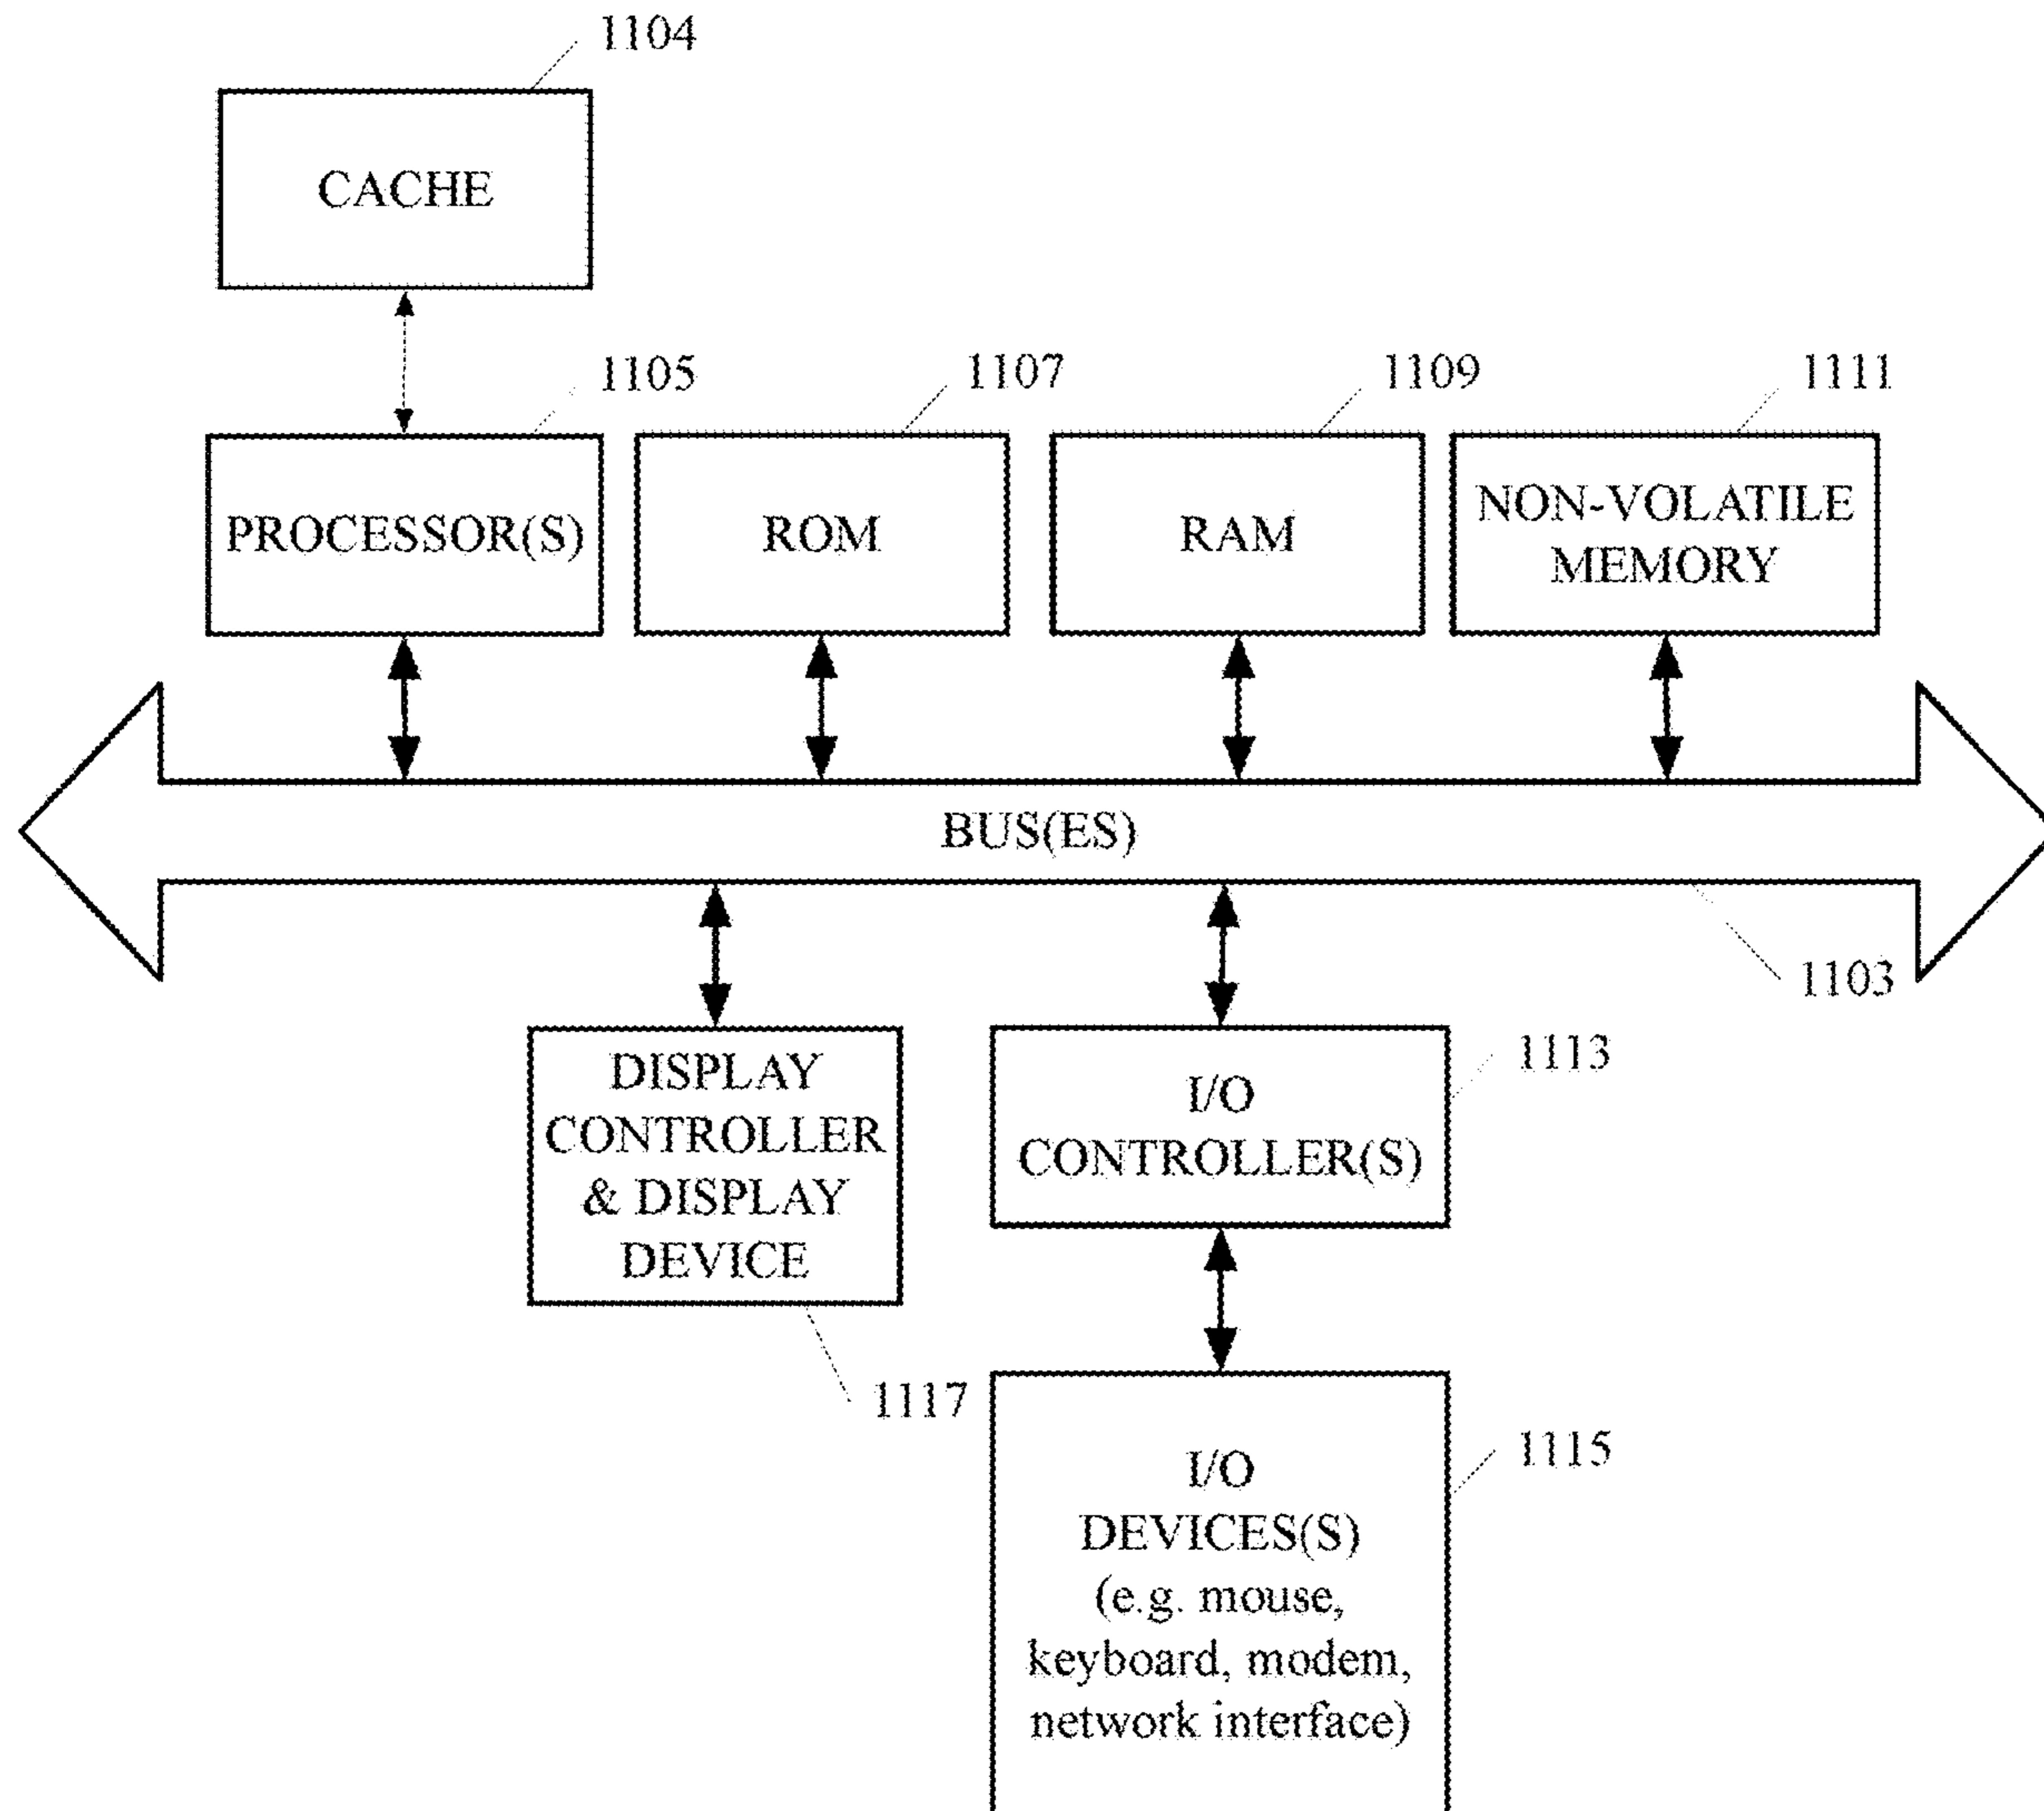 1104
CACHE
1105
1107
1109
1111
PROCESSOR(S)
ROM
RAM
NON-VOLATILE
MEMORY
BUS(ES)
1103
DISPLAY
CONTROLLER
& DISPLAY
DEVICE
1117
I/O
CONTROLLER(S)
1113
I/O
DEVICES(S)
(e.g. mouse,
keyboard, modem,
network interface)
1115